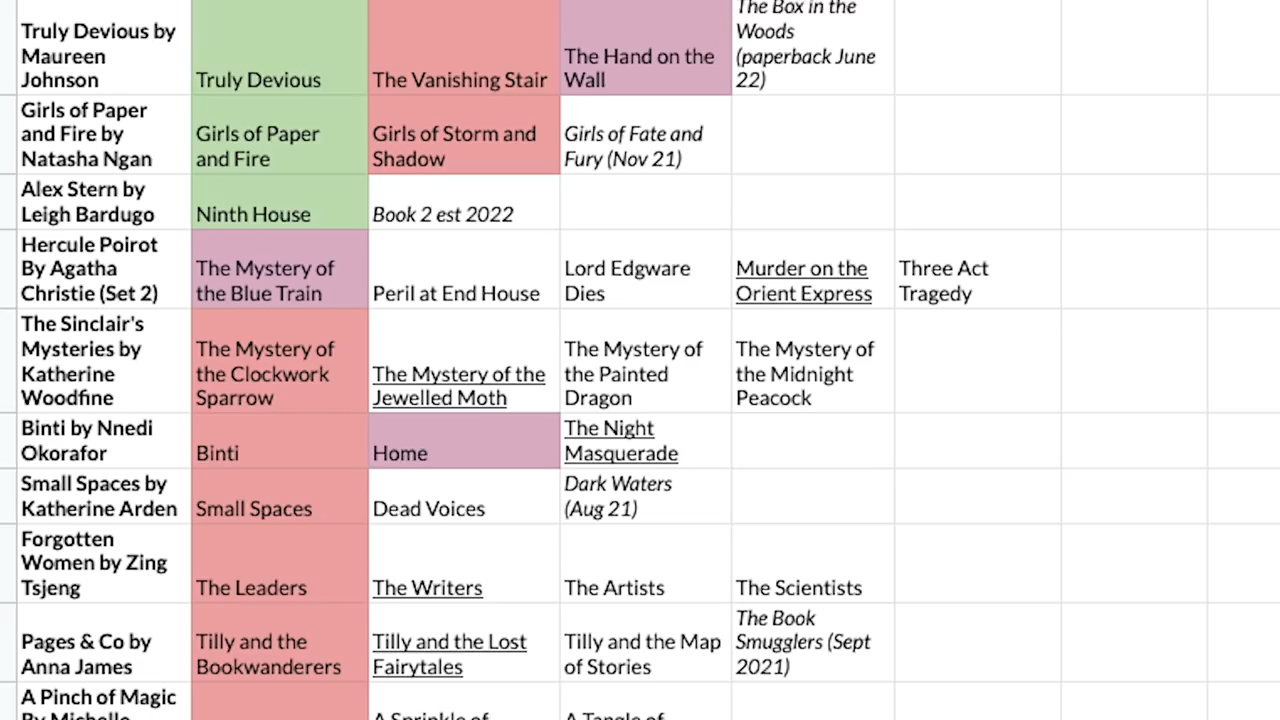 Truly Devious by
Maureen
Johnson
Truly Devious
The Vanishing Stair
The Hand on the
Wall
The Box in the
Woods
(paperback June
22)
Girls of Paper
and Fire by
Natasha Ngan
Girls of Paper
and Fire
Girls of Storm and
Shadow
Girls of Fate and
Fury (Nov 21)
Alex Stern by
Leigh Bardugo
Ninth House
Book 2 est 2022
Hercule Poirot
By Agatha
Christie (Set 2)
The Mystery of
the Blue Train
Peril at End House
Lord Edgware
Dies
Murder on the
Orient Express
Three Act
Tragedy
The Sinclair's
Mysteries by
Katherine
Woodfine
The Mystery of
the Clockwork
Sparrow
The Mystery of the
Jewelled Moth
The Mystery of
the Painted
Dragon
The Mystery of
the Midnight
Peacock
Binti by Nnedi
Okorafor
Binti
Home
The Night
Masquerade
Small Spaces by
Katherine Arden
Small Spaces
Dead Voices
Dark Waters
(Aug 21)
Forgotten
Women by Zing
Tsjeng
The Leaders
The Writers
The Artists
The Scientists
Pages & Co by
Anna James
Tilly and the
Bookwanderers
Tilly and the Lost
Fairytales
Tilly and the Map
of Stories
The Book
Smugglers (Sept
2021)
A Pinch of Magic
By Michelle
A Sprinkle of
A Tangle of